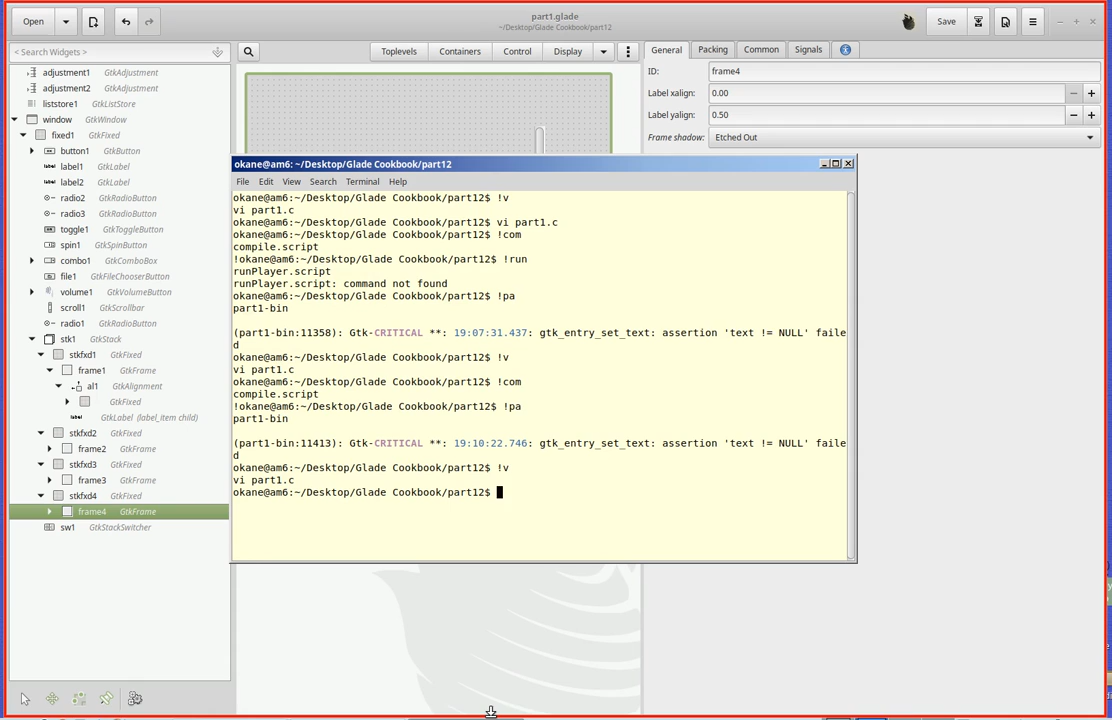 Open
part1.glade
~/Desktop/Glade Cookbook/part12
Save
< Search Widgets >
adjustment1 GtkAdjustment
adjustment2 GtkAdjustment
liststore1 GtkListStore
window GtkWindow
fixed1 GtkFixed
button1 GtkButton
label1 GtkLabel
label2 GtkLabel
radio2 GtkRadioButton
radio3 GtkRadioButton
toggle1 GtkToggleButton
spin1 GtkSpinButton
combo1 GtkComboBox
file1 GtkFileChooserButton
volume1 GtkVolumeButton
scroll1 GtkScrollbar
radio1 GtkRadioButton
stk1 GtkStack
stkfxd1 GtkFixed
frame1 GtkFrame
al1 GtkAlignment
GtkFixed
label GtkLabel (label_item child)
stkfxd2 GtkFixed
frame2 GtkFrame
stkfxd3 GtkFixed
frame3 GtkFrame
stkfxd4 GtkFixed
frame4 GtkFrame
sw1 GtkStackSwitcher
Toplevels Containers Control Display
General Packing Common Signals
ID: frame4
Label xalign: 0.00
Label yalign: 0.50
Frame shadow: Etched Out
okane@am6: ~/Desktop/Glade Cookbook/part12
File Edit View Search Terminal Help
okane@am6:~/Desktop/Glade Cookbook/part12$ !v
vi part1.c
okane@am6:~/Desktop/Glade Cookbook/part12$ vi part1.c
okane@am6:~/Desktop/Glade Cookbook/part12$ !com
compile.script
!okane@am6:~/Desktop/Glade Cookbook/part12$ !run
runPlayer.script
runPlayer.script: command not found
okane@am6:~/Desktop/Glade Cookbook/part12$ !pa
part1-bin
(part1-bin:11358): Gtk-CRITICAL **: 19:07:31.437: gtk_entry_set_text: assertion 'text != NULL' faile
d
okane@am6:~/Desktop/Glade Cookbook/part12$ !v
vi part1.c
okane@am6:~/Desktop/Glade Cookbook/part12$ !com
compile.script
!okane@am6:~/Desktop/Glade Cookbook/part12$ !pa
part1-bin
(part1-bin:11413): Gtk-CRITICAL **: 19:10:22.746: gtk_entry_set_text: assertion 'text != NULL' faile
d
okane@am6:~/Desktop/Glade Cookbook/part12$ !v
vi part1.c
okane@am6:~/Desktop/Glade Cookbook/part12$